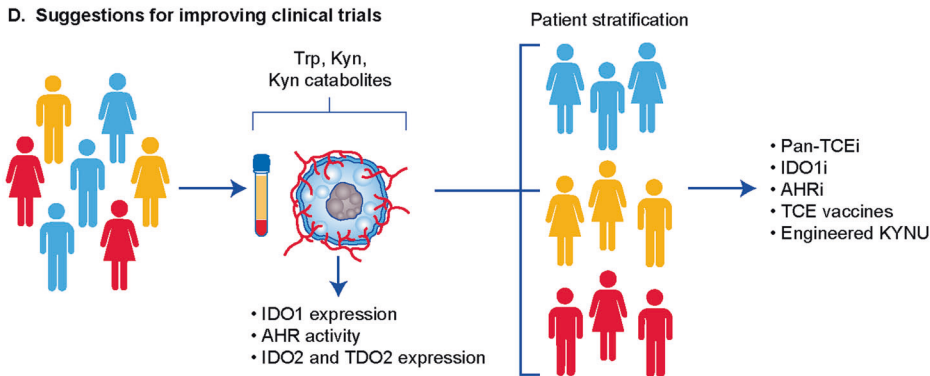 D. Suggestions for improving clinical trials
Trp, Kyn,
Kyn catabolites
• IDO1 expression
• AHR activity
• IDO2 and TDO2 expression
Patient stratification
• Pan-TCEi
• IDO1i
• AHRi
• TCE vaccines
• Engineered KYNU